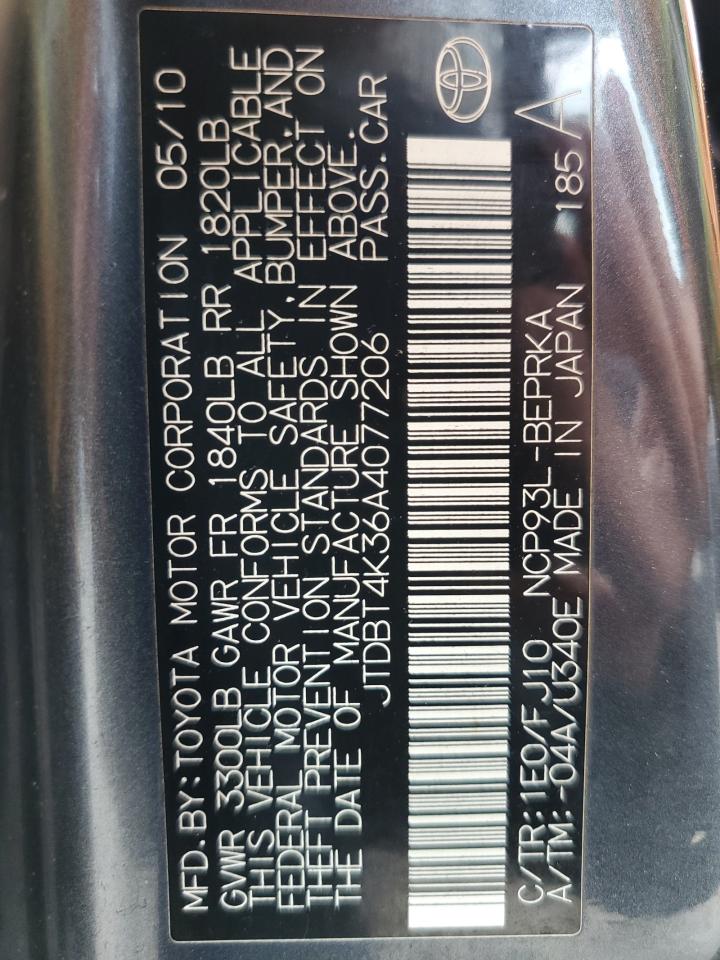 MFD.BY:TOYOTA MOTOR CORPORATION 05/10
GVWR 3300LB GAWR FR 1840LB RR 1820LB
THIS VEHICLE CONFORMS TO ALL APPLICABLE
FEDERAL MOTOR VEHICLE SAFETY, BUMPER, AND
THEFT PREVENTION STANDARDS IN EFFECT ON
THE DATE OF MANUFACTURE SHOWN ABOVE.
JTDBT4K36A4077206 PASS.CAR
C/TR:1E0/FJ10 NCP93L-BEPRKA
A/TM:-04A/U340E MADE IN JAPAN 185 A